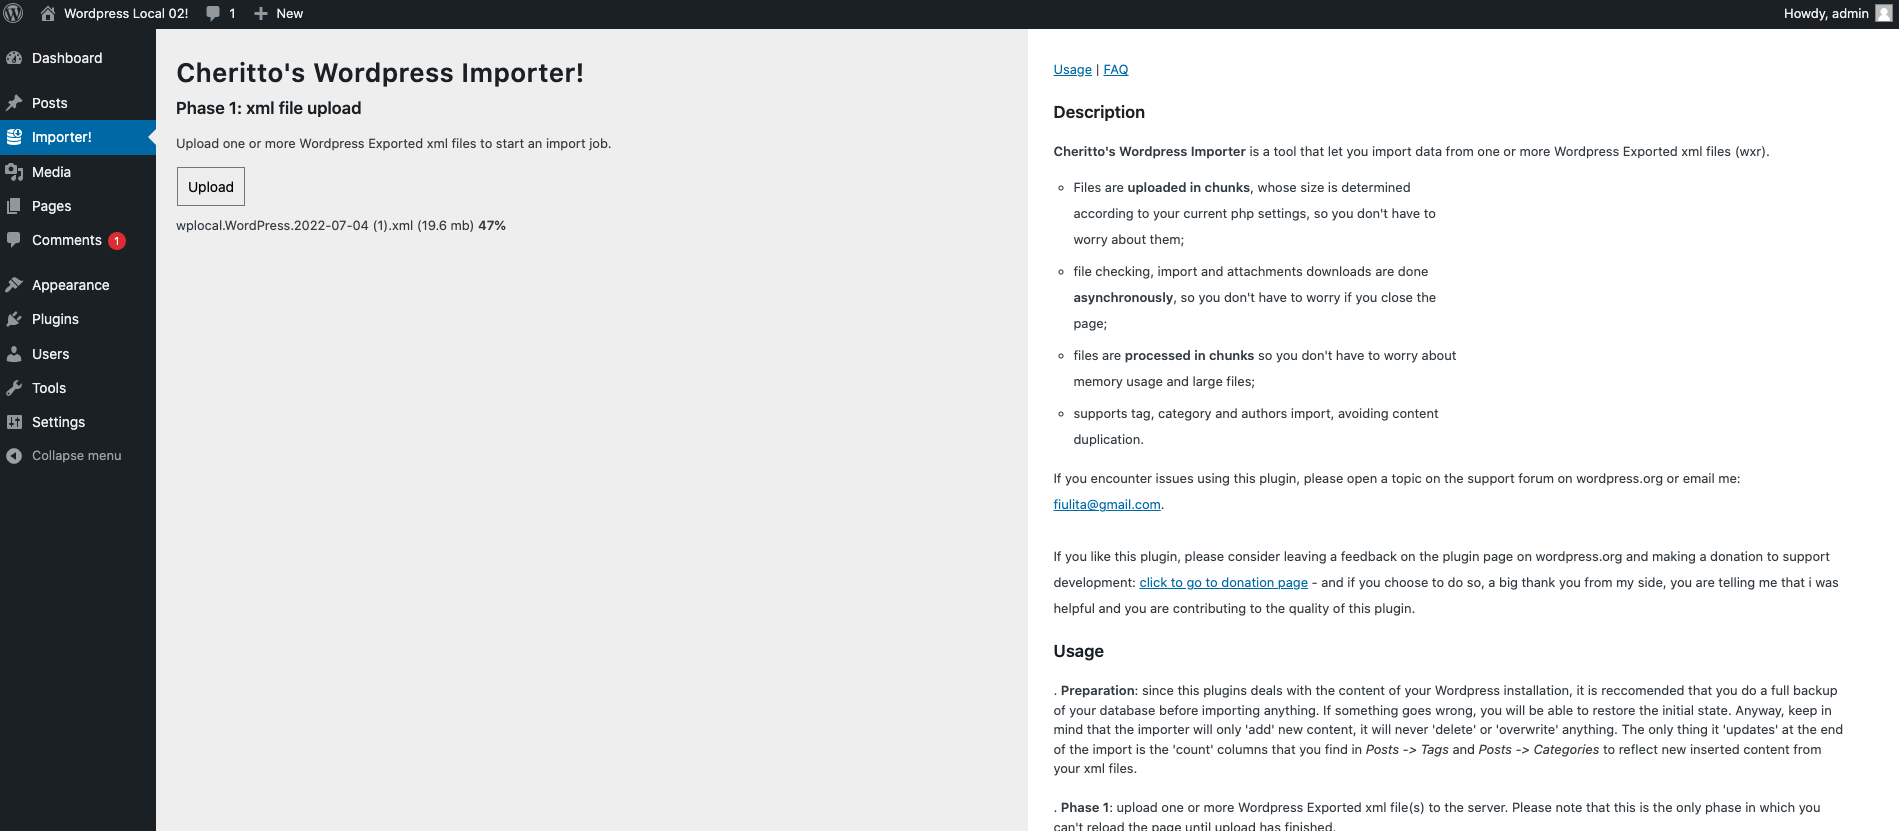 Wordpress Local 02!
1
New
Howdy, admin
Dashboard
Posts
Importer!
Media
Pages
Comments 1
Appearance
Plugins
Users
Tools
Settings
Collapse menu
Cheritto's Wordpress Importer!
Phase 1: xml file upload
Upload one or more Wordpress Exported xml files to start an import job.
Upload
wplocal.WordPress.2022-07-04 (1).xml (19.6 mb) 47%
Usage | FAQ
Description
Cheritto's Wordpress Importer is a tool that let you import data from one or more Wordpress Exported xml files (wxr).
Files are uploaded in chunks, whose size is determined
according to your current php settings, so you don't have to
worry about them;
file checking, import and attachments downloads are done
asynchronously, so you don't have to worry if you close the
page;
files are processed in chunks so you don't have to worry about
memory usage and large files;
supports tag, category and authors import, avoiding content
duplication.
If you encounter issues using this plugin, please open a topic on the support forum on wordpress.org or email me:
fiulita@gmail.com.
If you like this plugin, please consider leaving a feedback on the plugin page on wordpress.org and making a donation to support
development: click to go to donation page - and if you choose to do so, a big thank you from my side, you are telling me that i was
helpful and you are contributing to the quality of this plugin.
Usage
. Preparation: since this plugins deals with the content of your Wordpress installation, it is reccomended that you do a full backup
of your database before importing anything. If something goes wrong, you will be able to restore the initial state. Anyway, keep in
mind that the importer will only 'add' new content, it will never 'delete' or 'overwrite' anything. The only thing it 'updates' at the end
of the import is the 'count' columns that you find in Posts -> Tags and Posts -> Categories to reflect new inserted content from
your xml files.
. Phase 1: upload one or more Wordpress Exported xml file(s) to the server. Please note that this is the only phase in which you
can't reload the page until upload has finished.